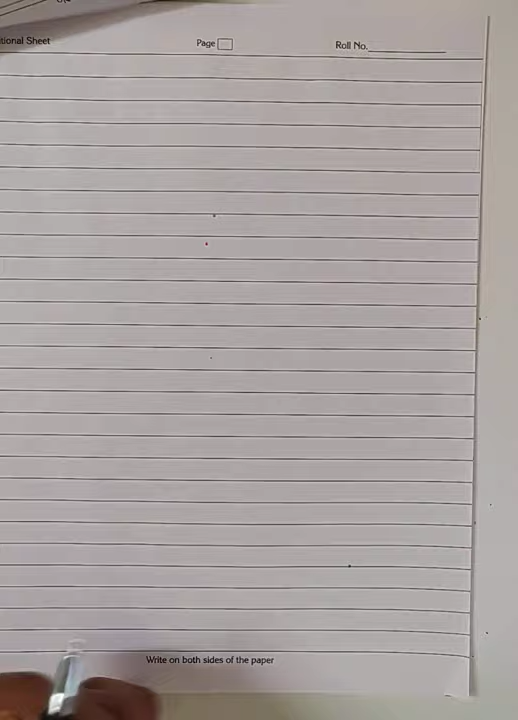 tional Sheet Page Roll No.
Write on both sides of the paper